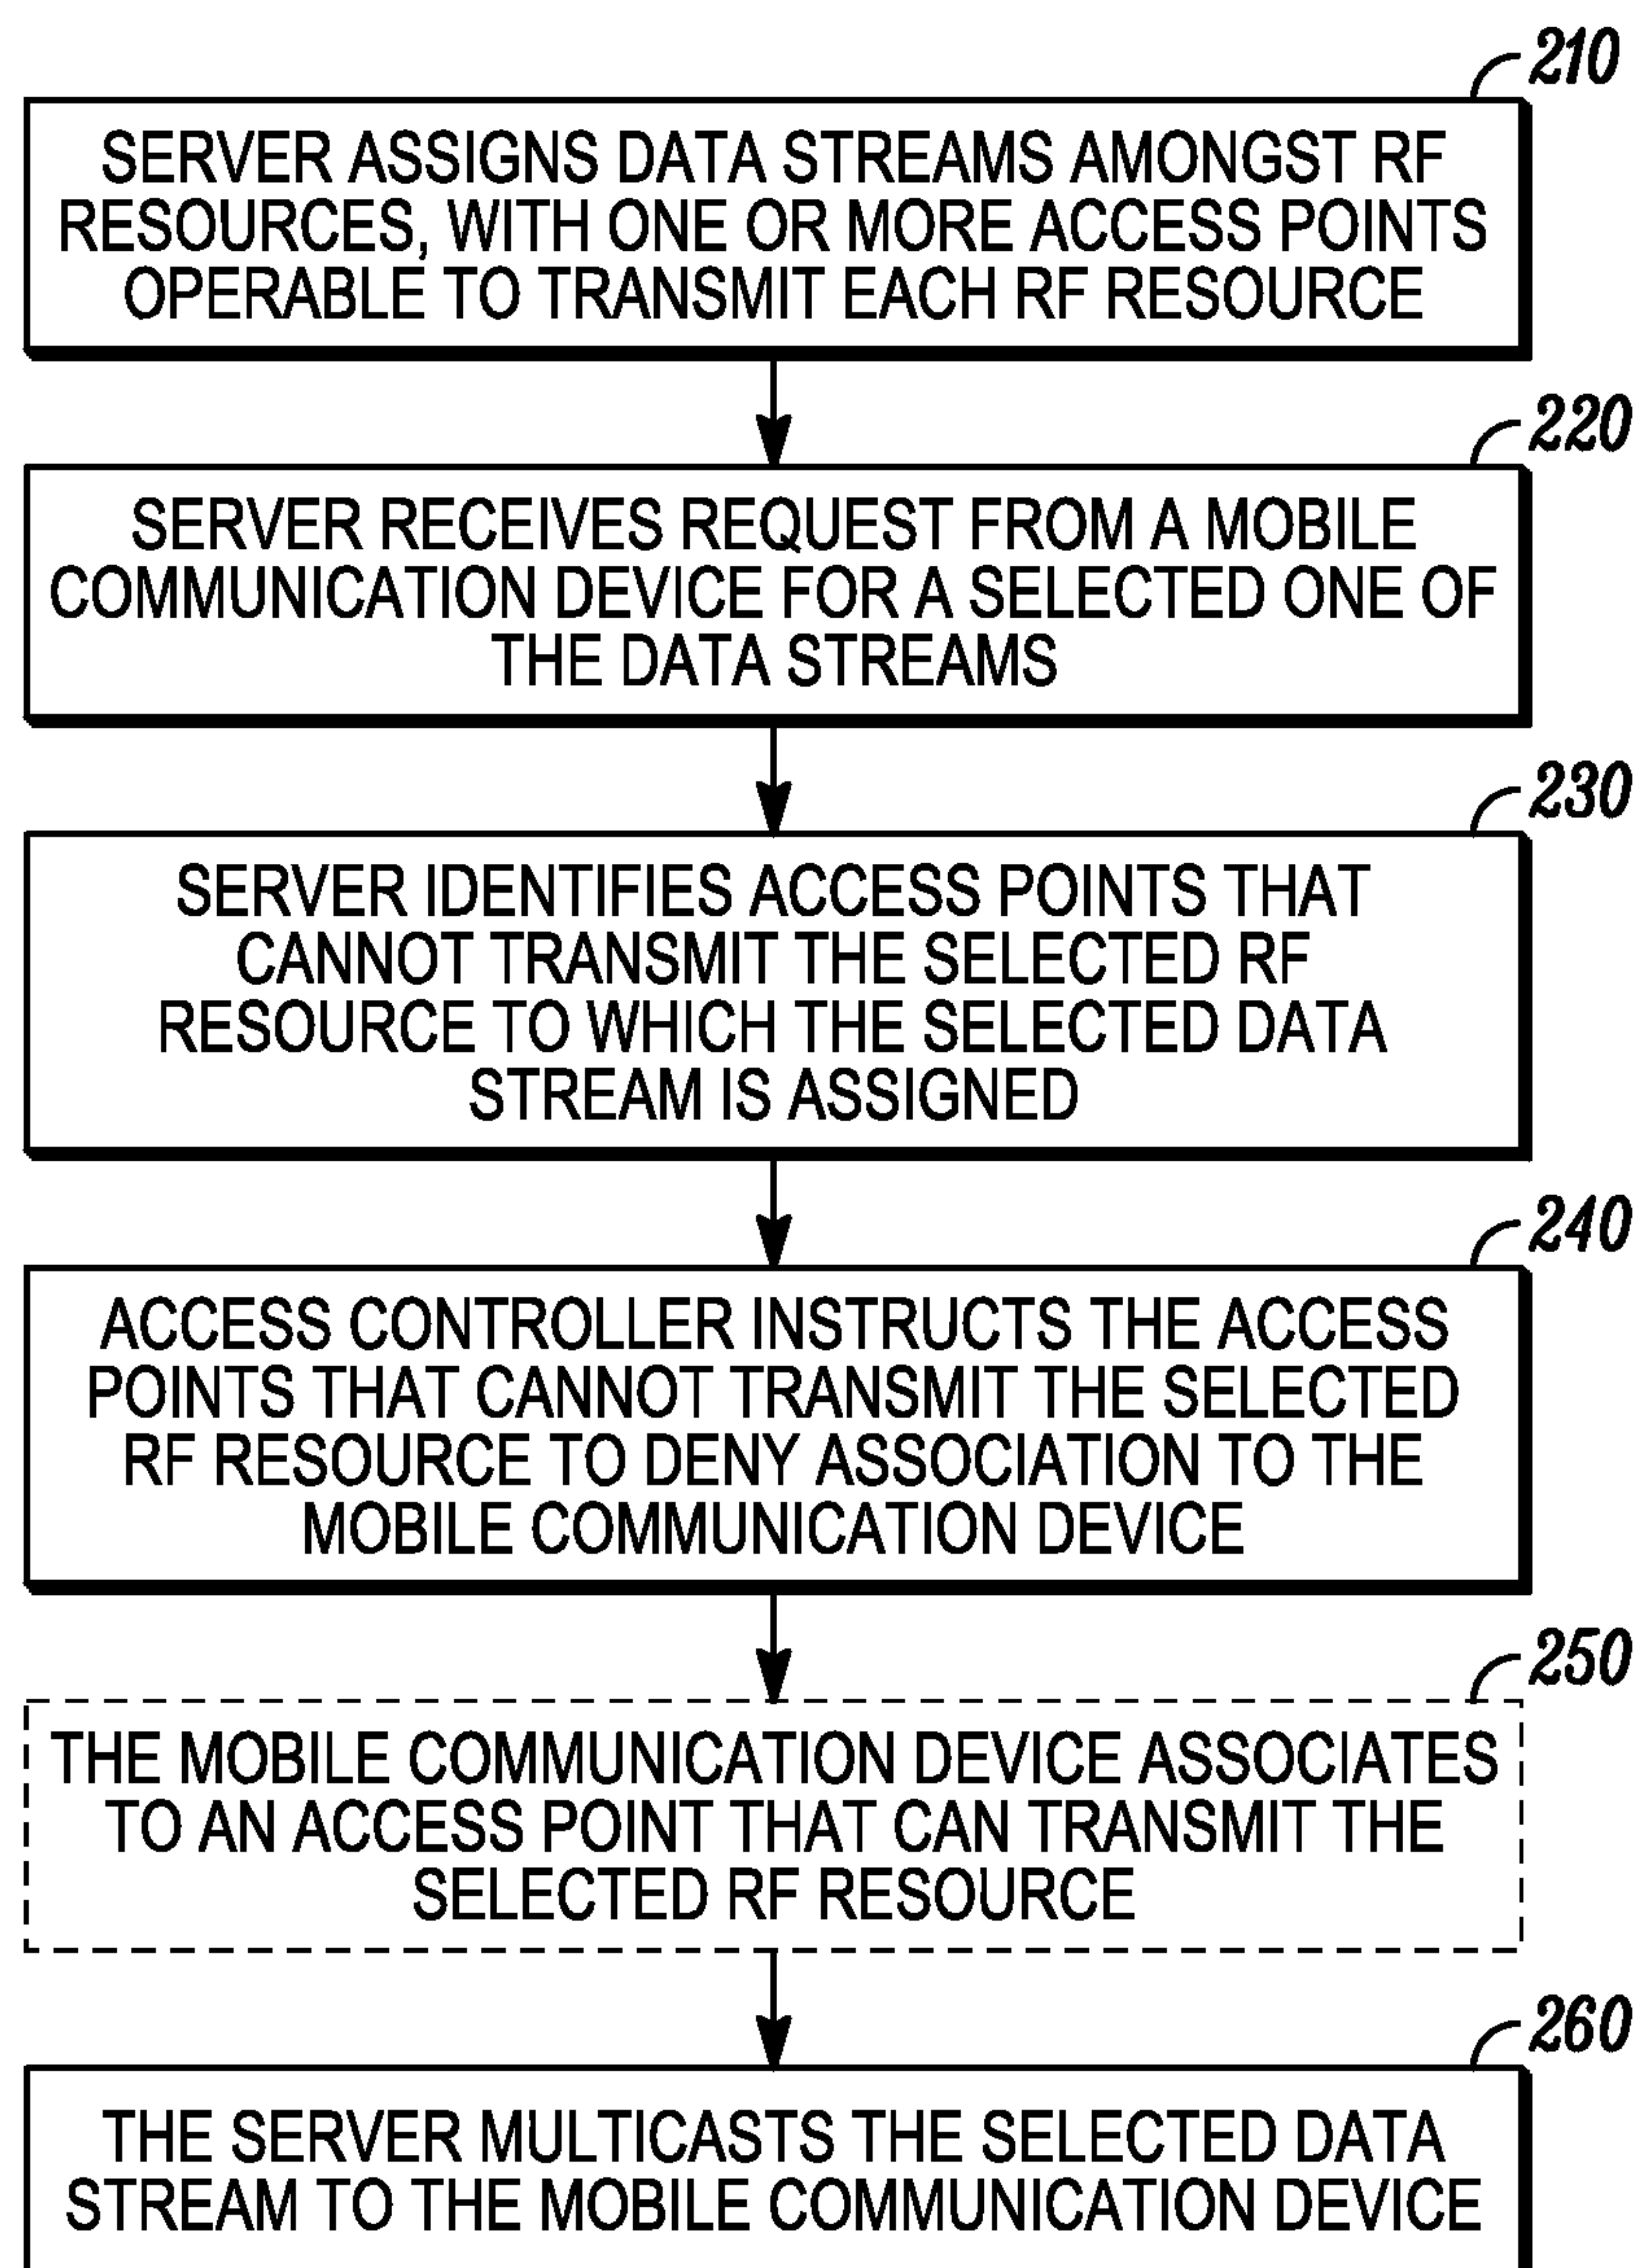 210
SERVER ASSIGNS DATA STREAMS AMONGST RF
RESOURCES, WITH ONE OR MORE ACCESS POINTS
OPERABLE TO TRANSMIT EACH RF RESOURCE
220
SERVER RECEIVES REQUEST FROM A MOBILE
COMMUNICATION DEVICE FOR A SELECTED ONE OF
THE DATA STREAMS
230
SERVER IDENTIFIES ACCESS POINTS THAT
CANNOT TRANSMIT THE SELECTED RF
RESOURCE TO WHICH THE SELECTED DATA
STREAM IS ASSIGNED
240
ACCESS CONTROLLER INSTRUCTS THE ACCESS
POINTS THAT CANNOT TRANSMIT THE SELECTED
RF RESOURCE TO DENY ASSOCIATION TO THE
MOBILE COMMUNICATION DEVICE
250
THE MOBILE COMMUNICATION DEVICE ASSOCIATES
TO AN ACCESS POINT THAT CAN TRANSMIT THE
SELECTED RF RESOURCE
260
THE SERVER MULTICASTS THE SELECTED DATA
STREAM TO THE MOBILE COMMUNICATION DEVICE